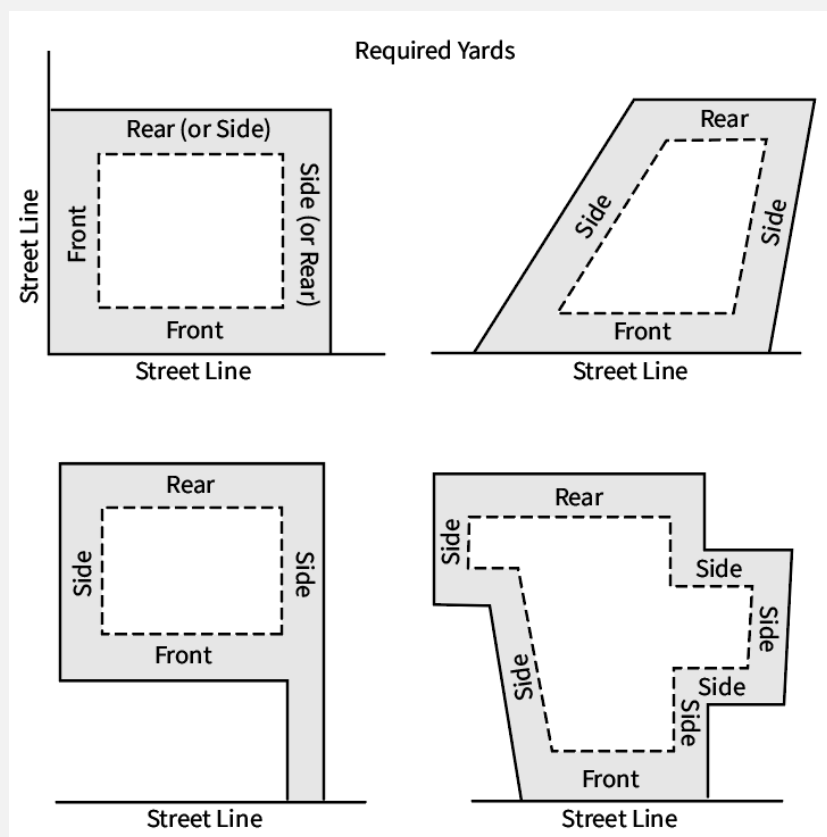 Required Yards
Rear (or Side)
Street Line
Front
Side (or Rear)
Front
Street Line
Rear
Side
Side
Front
Street Line
Rear
Side
Side
Front
Street Line
Rear
Side
Side
Side
Side
Side
Side
Front
Street Line